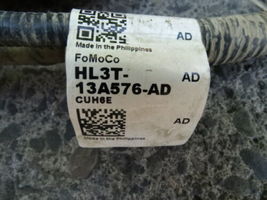 AD
Made in the Philippines
FoMoCo
HL3T- AD
13A576-AD
CUH6E
AD
Made in the Philippines